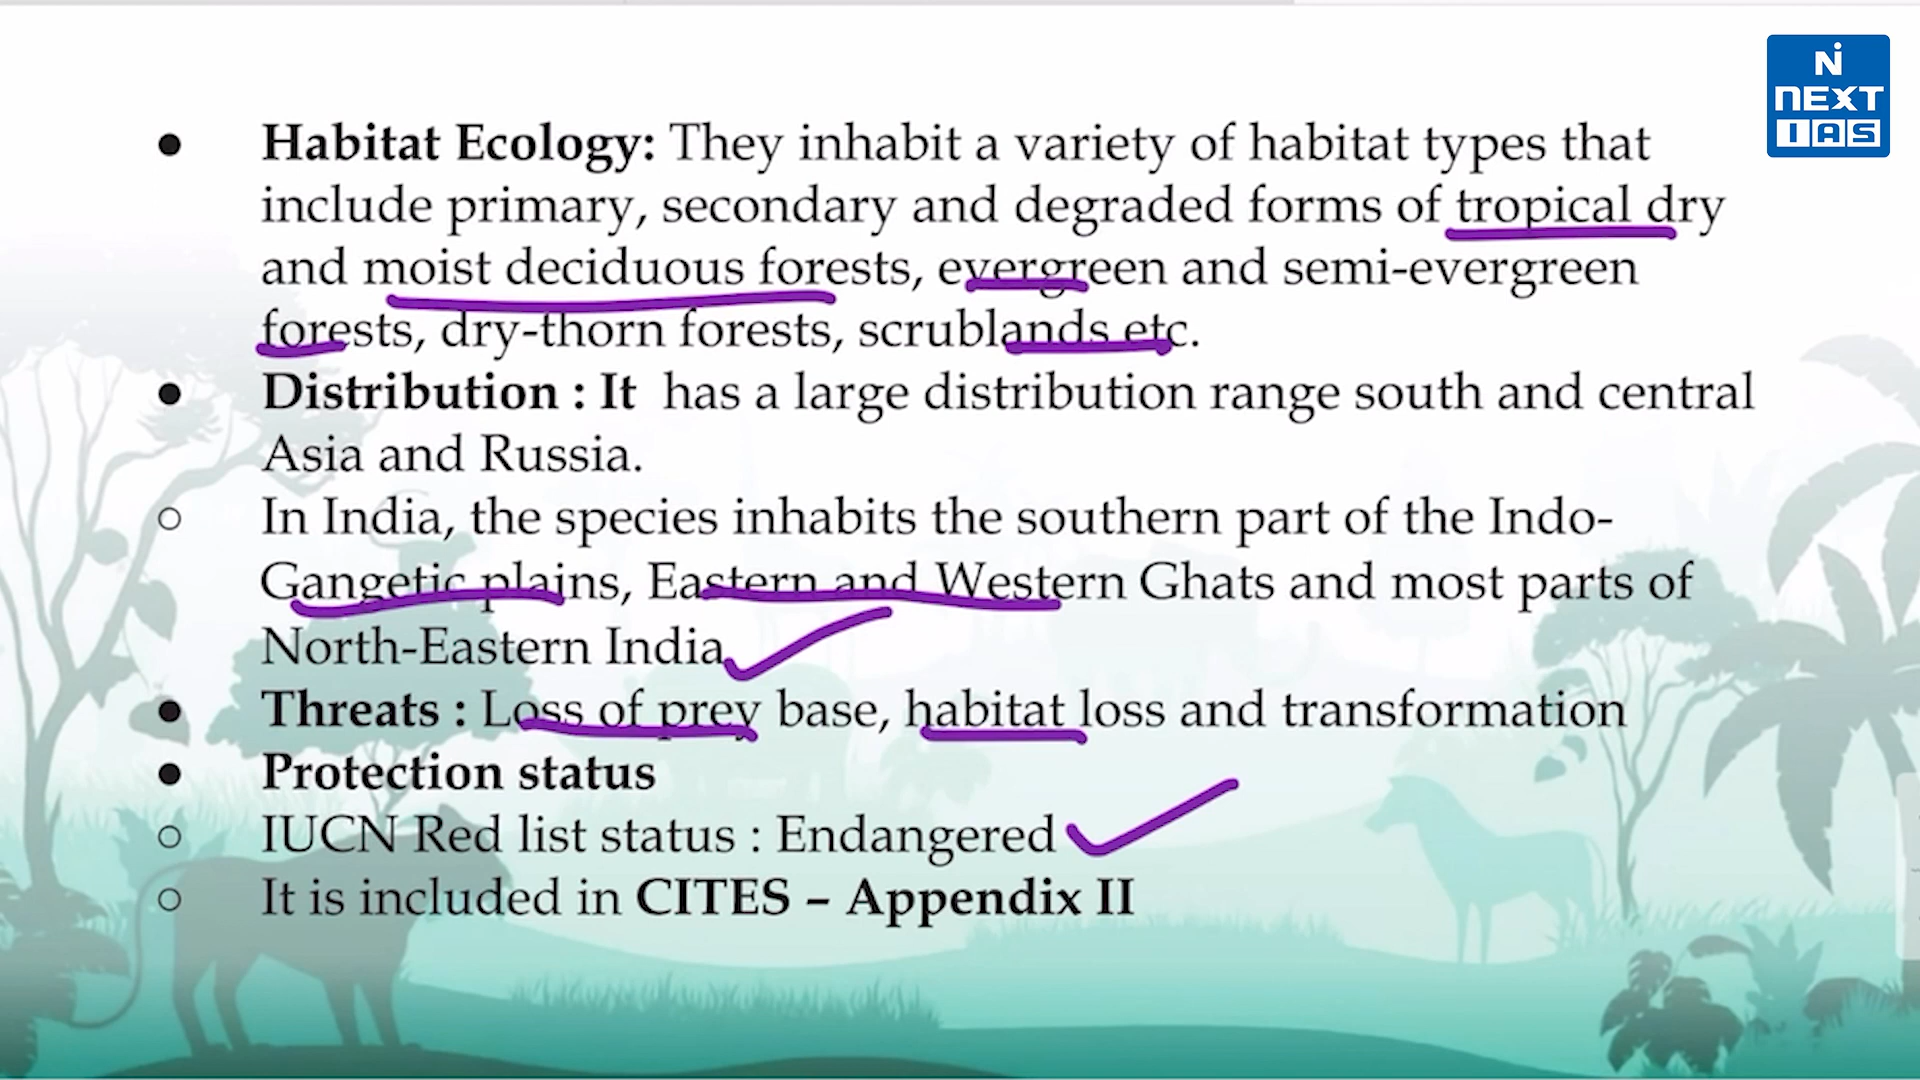 N
NEXT
IAS
● Habitat Ecology: They inhabit a variety of habitat types that
include primary, secondary and degraded forms of tropical dry
and moist deciduous forests, evergreen and semi-evergreen
forests, dry-thorn forests, scrublands etc.
● Distribution : It has a large distribution range south and central
Asia and Russia.
○ In India, the species inhabits the southern part of the Indo-
Gangetic plains, Eastern and Western Ghats and most parts of
North-Eastern India
● Threats : Loss of prey base, habitat loss and transformation
● Protection status
○ IUCN Red list status : Endangered
○ It is included in CITES – Appendix II